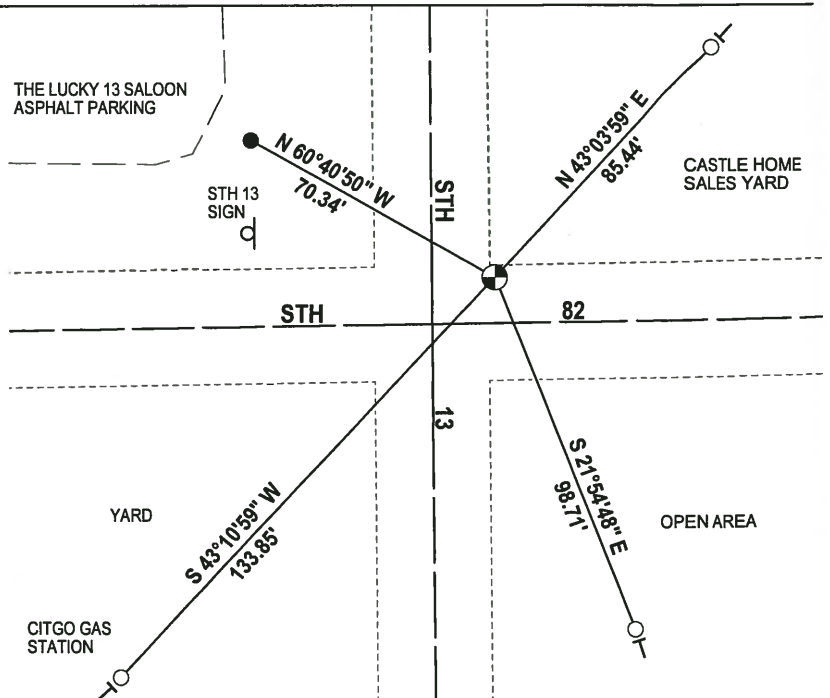 THE LUCKY 13 SALOON
ASPHALT PARKING
N 60°40'50" W
70.34'
STH 13
SIGN
STH
N 43°03'59" E
85.44'
CASTLE HOME
SALES YARD
STH
82
13
S 43°10'59" W
133.85'
YARD
S 21°54'48" E
98.71'
OPEN AREA
CITGO GAS
STATION